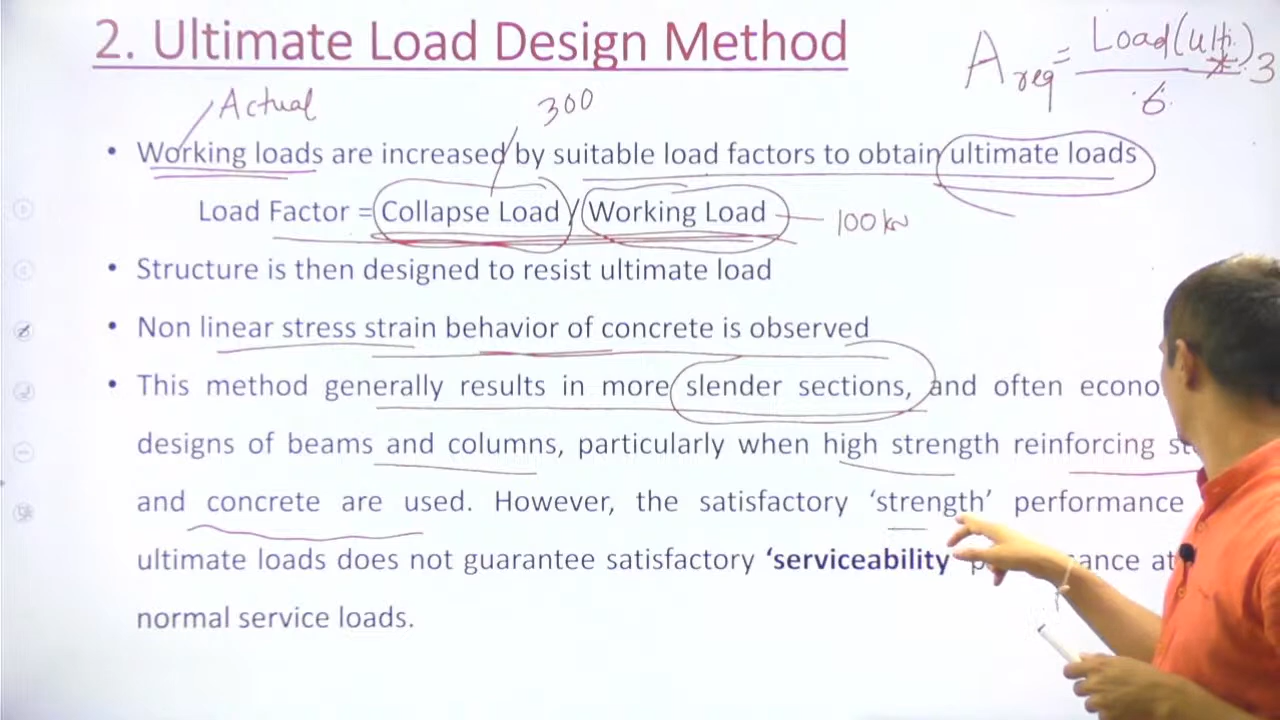 2. Ultimate Load Design Method
A req = Load(ulti.) 3
6
Actual
300
• Working loads are increased by suitable load factors to obtain ultimate loads
Load Factor = Collapse Load / Working Load
100 kN
• Structure is then designed to resist ultimate load
• Non linear stress strain behavior of concrete is observed
• This method generally results in more slender sections, and often
designs of beams and columns, particularly when high strength reinforcing
and concrete are used. However, the satisfactory ‘strength’ performance
ultimate loads does not guarantee satisfactory ‘serviceability’ at
normal service loads.